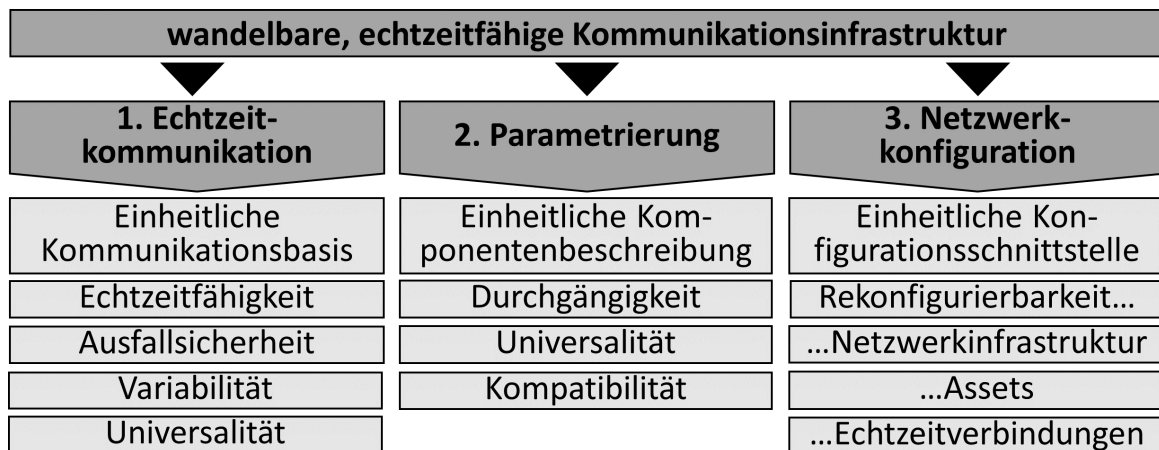 wandelbare, echtzeitfähige Kommunikationsinfrastruktur
1. Echtzeit-
kommunikation
Einheitliche
Kommunikationsbasis
Echtzeitfähigkeit
Ausfallsicherheit
Variabilität
Universalität
2. Parametrierung
Einheitliche Kom-
ponentenbeschreibung
Durchgängigkeit
Universalität
Kompatibilität
3. Netzwerk-
konfiguration
Einheitliche Kon-
figurationsschnittstelle
Rekonfigurierbarkeit...
...Netzwerkinfrastruktur
...Assets
...Echtzeitverbindungen